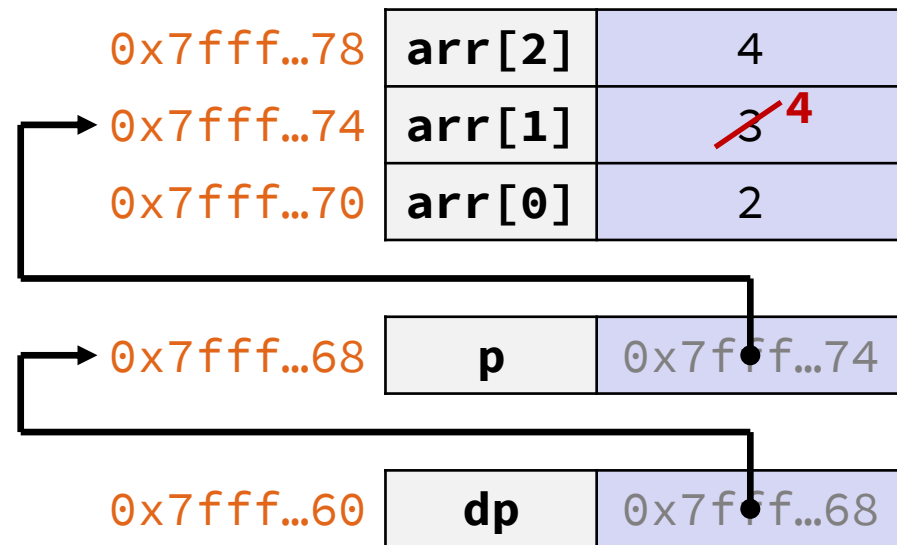 0x7fff…78 arr[2] 4
0x7fff…74 arr[1] 3 4
0x7fff…70 arr[0] 2
0x7fff…68 p 0x7fff…74
0x7fff…60 dp 0x7fff…68